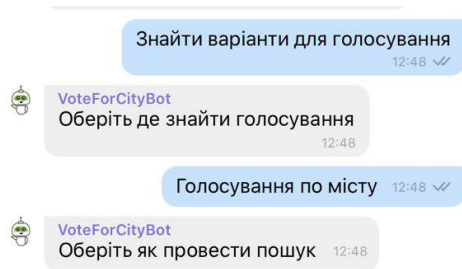 Знайти варіанти для голосування
12:48
VoteForCityBot
Оберіть де знайти голосування
12:48
Голосування по місту 12:48
VoteForCityBot
Оберіть як провести пошук 12:48